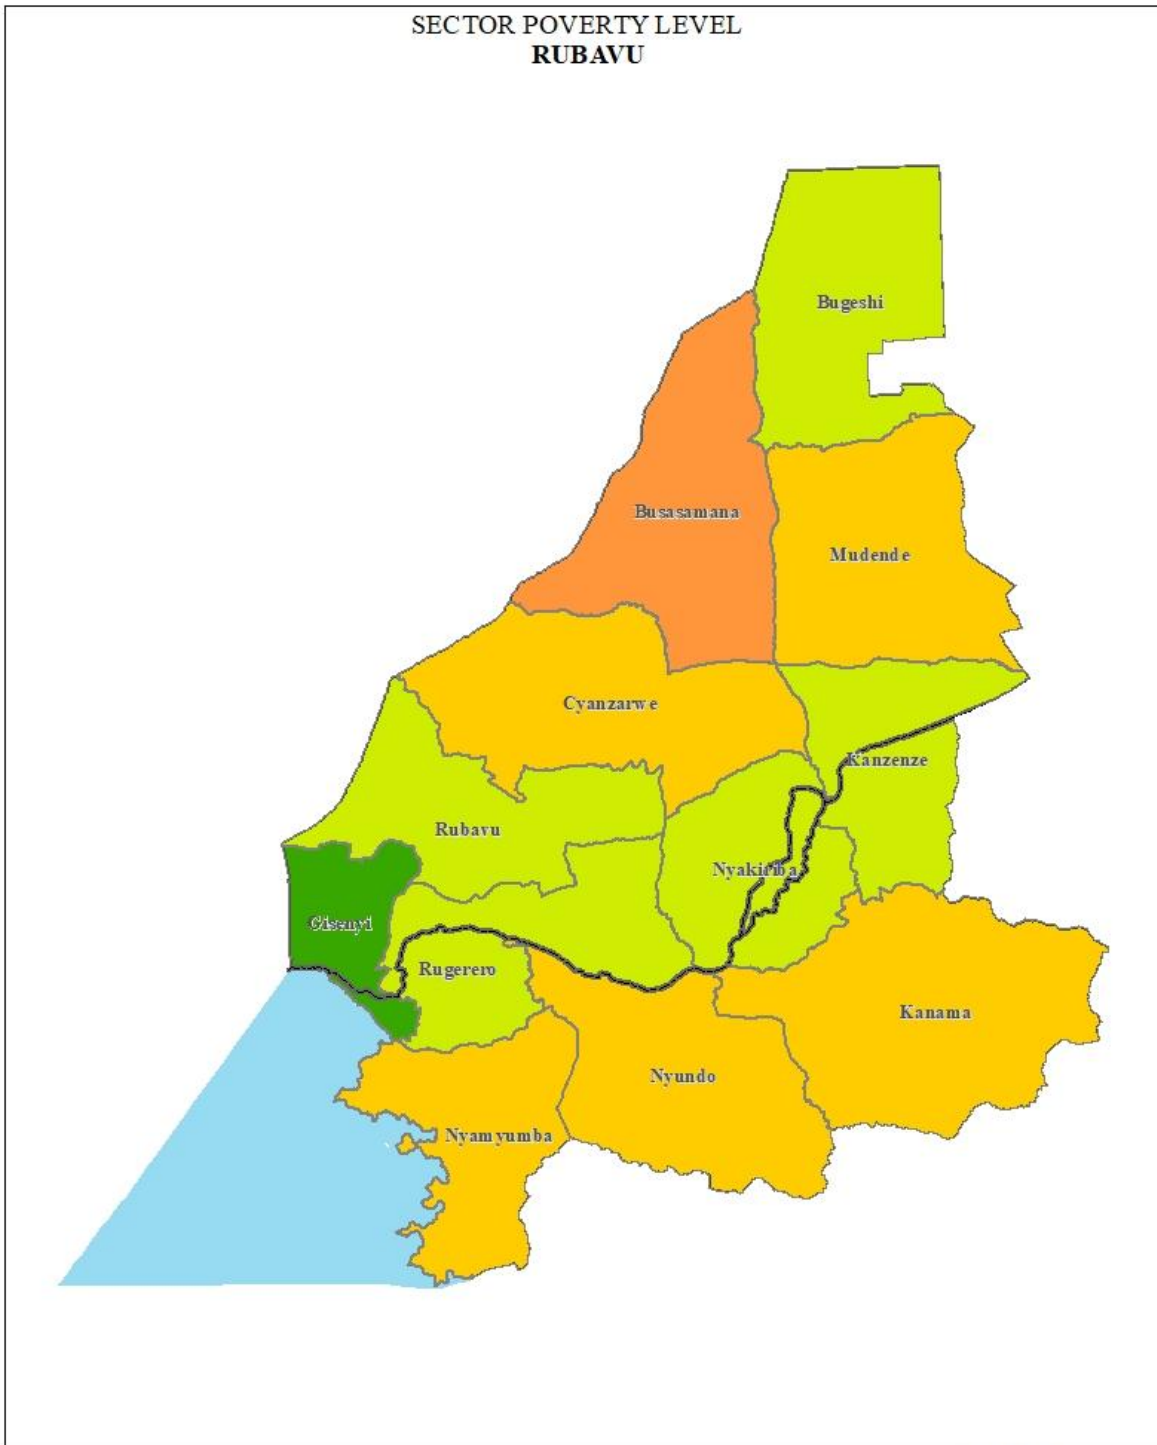 SECTOR POVERTY LEVEL
RUBAVU
Bugeshi
Busasamana
Mudende
Cyanzarwe
Kanzenze
Rubavu
Nyakiriba
Gisenyi
Rugerero
Kanama
Nyundo
Nyamyumba